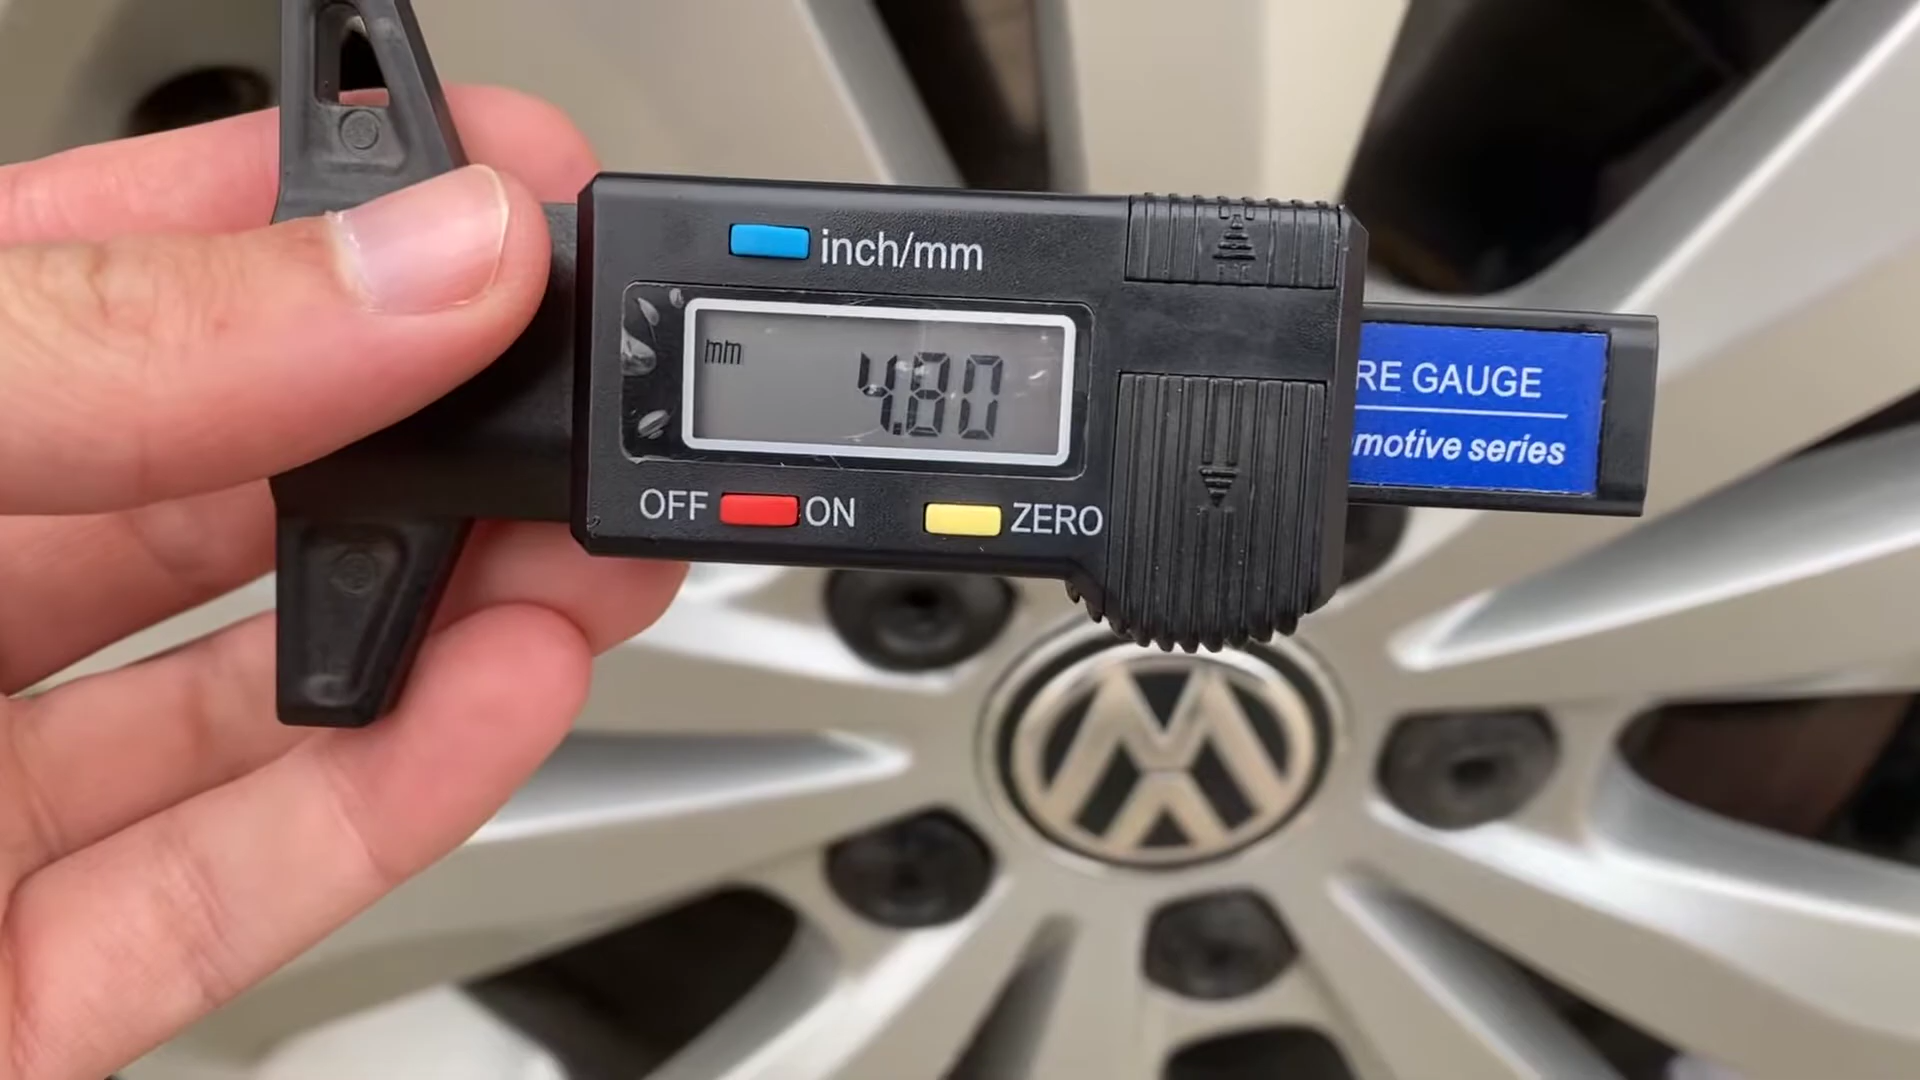 inch/mm
mm
4.80
OFF ON ZERO
RE GAUGE
motive series